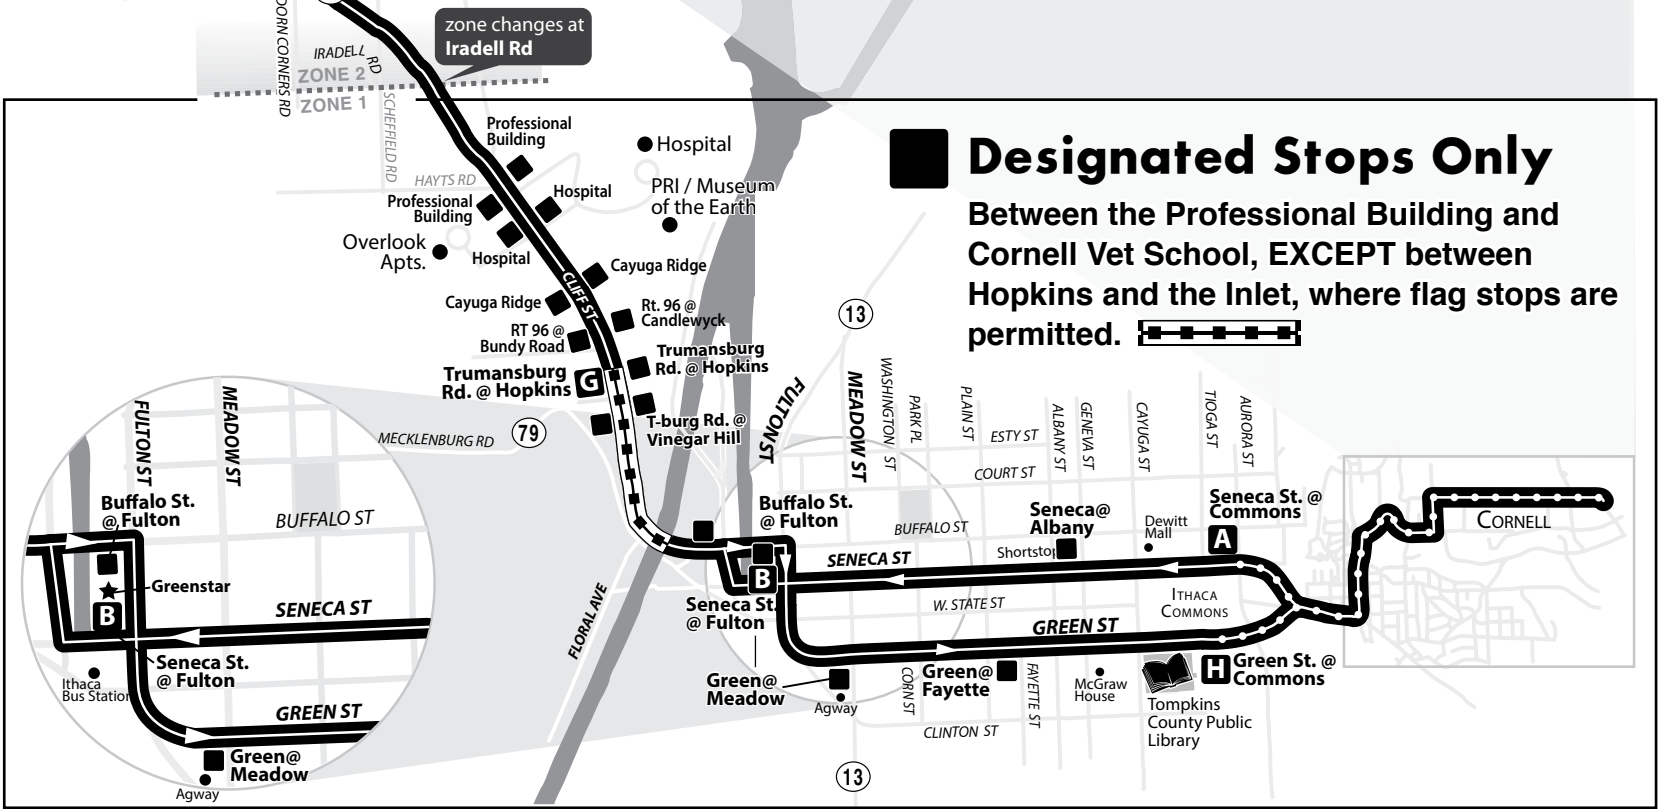 zone changes at
Iradell Rd
DORN CORNERS RD
IRADELL RD
ZONE 2
ZONE 1
SCHEFFIELD RD
Professional
Building
Hospital
HAYTS RD
PRI / Museum
of the Earth
Professional
Building
Hospital
Overlook
Apts.
Hospital
Cayuga Ridge
CLIFF ST
Cayuga Ridge
Rt. 96 @
Candlewyck
RT 96 @
Bundy Road
Trumansburg
Rd. @ Hopkins
Trumansburg
Rd. @ Hopkins
G
T-burg Rd. @
Vinegar Hill
79
MECKLENBURG RD
Designated Stops Only
Between the Professional Building and
Cornell Vet School, EXCEPT between
Hopkins and the Inlet, where flag stops are
permitted.
13
FULTON ST
MEADOW ST
WASHINGTON ST
PARK PL
PLAIN ST
ALBANY ST
GENEVA ST
CAYUGA ST
TIOGA ST
AURORA ST
ESTY ST
COURT ST
BUFFALO ST
Buffalo St.
@ Fulton
SENECA ST
Seneca@
Albany
Shortstop
Dewitt
Mall
Seneca St. @
Commons
A
CORNELL
B
Seneca St.
@ Fulton
W. STATE ST
ITHACA
COMMONS
GREEN ST
FLORAL AVE
Green@
Meadow
Agway
CORN ST
Green@
Fayette
FAYETTE ST
McGraw
House
H
Green St. @
Commons
Tompkins
County Public
Library
CLINTON ST
13
FULTON ST
MEADOW ST
Buffalo St.
@ Fulton
BUFFALO ST
Greenstar
B
SENECA ST
Seneca St.
@ Fulton
Ithaca
Bus Station
GREEN ST
Green@
Meadow
Agway